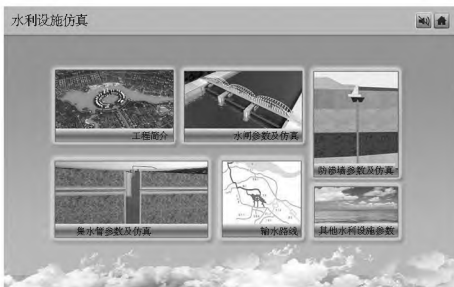 水利设施仿真
工程简介
水闸参数及仿真
防渗墙参数及仿真
集水管参数及仿真
输水路线
其他水利设施参数